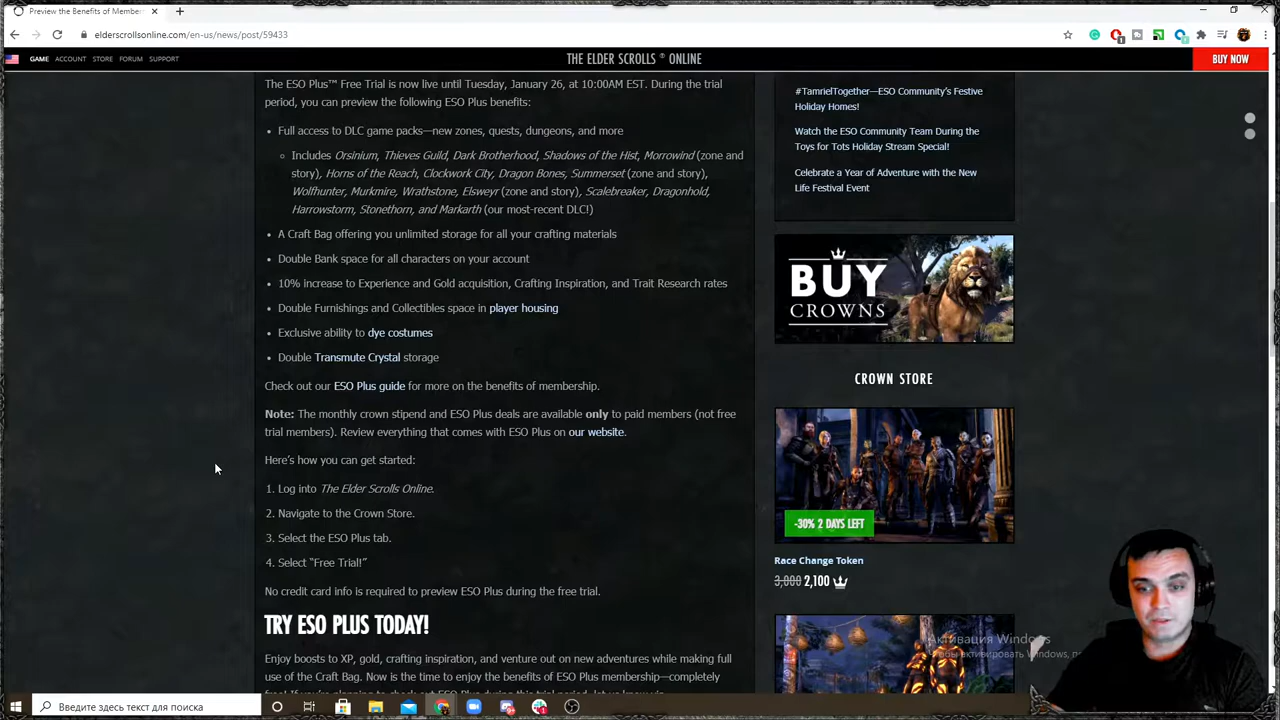 Preview the Benefits of Member
elderscrollsonline.com/en-us/news/post/59433
GAME ACCOUNT STORE FORUM SUPPORT
THE ELDER SCROLLS ® ONLINE
BUY NOW
The ESO Plus™ Free Trial is now live until Tuesday, January 26, at 10:00AM EST. During the trial
period, you can preview the following ESO Plus benefits:
• Full access to DLC game packs—new zones, quests, dungeons, and more
Includes Orsinium, Thieves Guild, Dark Brotherhood, Shadows of the Hist, Morrowind (zone and
story), Horns of the Reach, Clockwork City, Dragon Bones, Summerset (zone and story),
Wolfhunter, Murkmire, Wrathstone, Elsweyr (zone and story), Scalebreaker, Dragonhold,
Harrowstorm, Stonethorn, and Markarth (our most-recent DLC!)
• A Craft Bag offering you unlimited storage for all your crafting materials
• Double Bank space for all characters on your account
• 10% increase to Experience and Gold acquisition, Crafting Inspiration, and Trait Research rates
• Double Furnishings and Collectibles space in player housing
• Exclusive ability to dye costumes
• Double Transmute Crystal storage
Check out our ESO Plus guide for more on the benefits of membership.
Note: The monthly crown stipend and ESO Plus deals are available only to paid members (not free
trial members). Review everything that comes with ESO Plus on our website.
Here's how you can get started:
1. Log into The Elder Scrolls Online.
2. Navigate to the Crown Store.
3. Select the ESO Plus tab.
4. Select "Free Trial!"
No credit card info is required to preview ESO Plus during the free trial.
TRY ESO PLUS TODAY!
Enjoy boosts to XP, gold, crafting inspiration, and venture out on new adventures while making full
use of the Craft Bag. Now is the time to enjoy the benefits of ESO Plus membership—completely
#TamrielTogether—ESO Community's Festive
Holiday Homes!
Watch the ESO Community Team During the
Toys for Tots Holiday Stream Special!
Celebrate a Year of Adventure with the New
Life Festival Event
BUY
CROWNS
CROWN STORE
-30% 2 DAYS LEFT
Race Change Token
3,000 2,100
Активация Windows
Чтобы активировать Windows,
Введите здесь текст для поиска